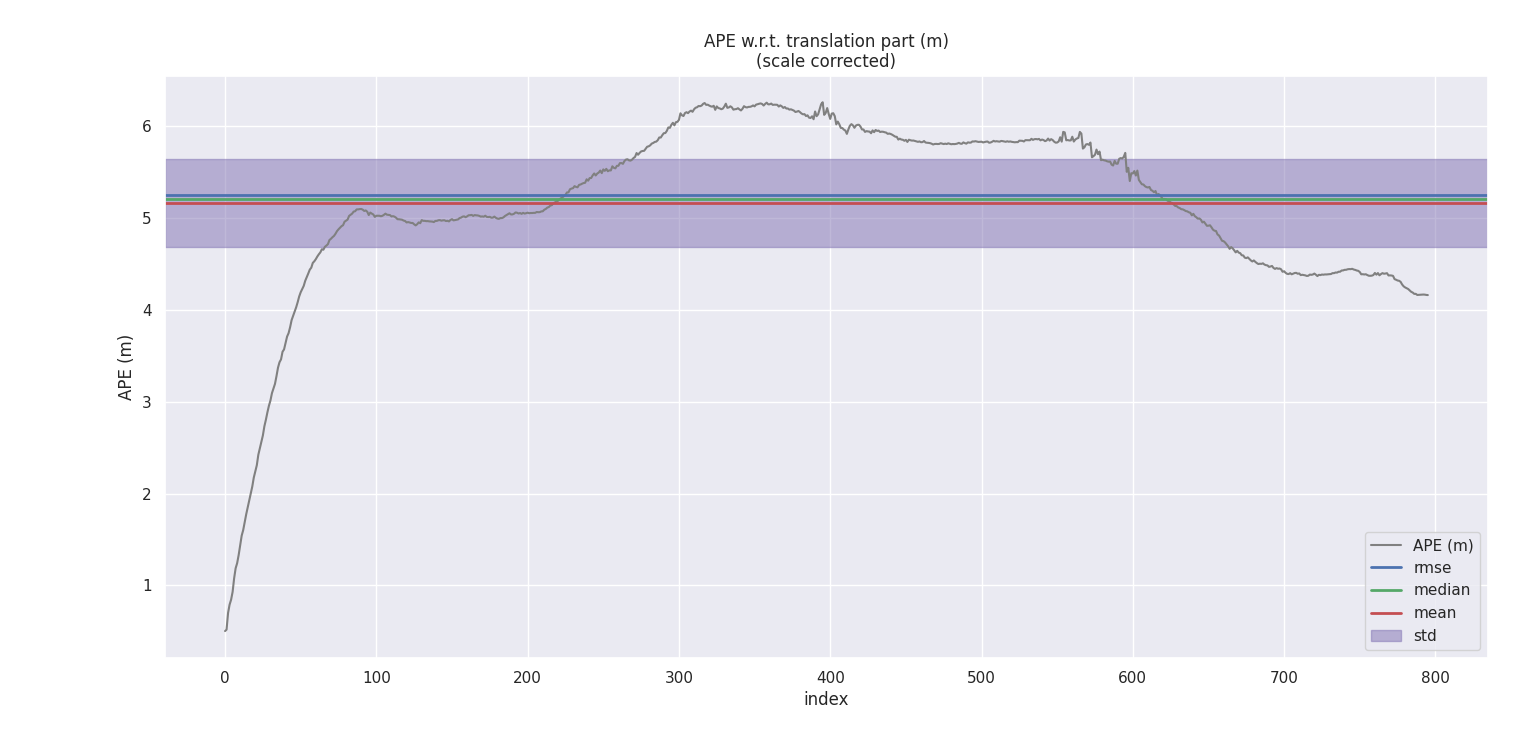 APE w.r.t. translation part (m)
(scale corrected)
APE (m)
6
5
4
3
2
1
0 100 200 300 400 500 600 700 800
index
APE (m)
rmse
median
mean
std